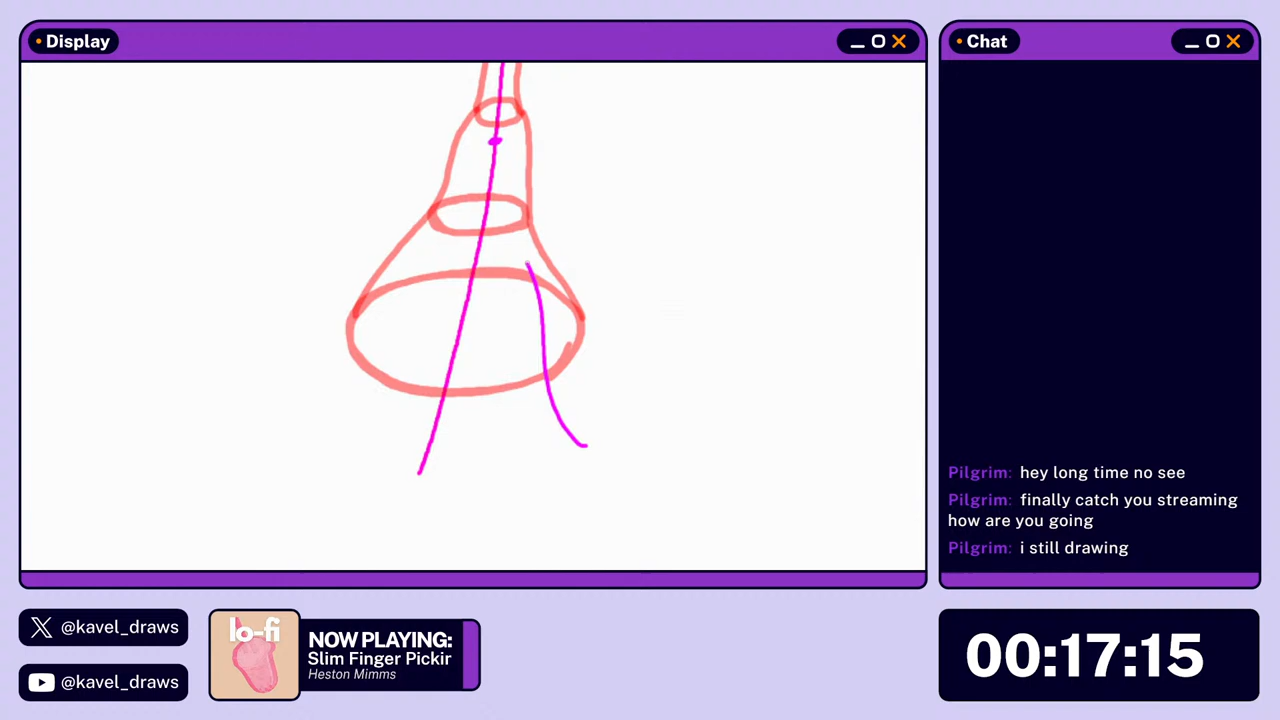 Display
Chat
Pilgrim: hey long time no see
Pilgrim: finally catch you streaming
how are you going
Pilgrim: i still drawing
@kavel_draws
@kavel_draws
lo-fi
NOW PLAYING:
Slim Finger Pickir
Heston Mimms
00:17:15